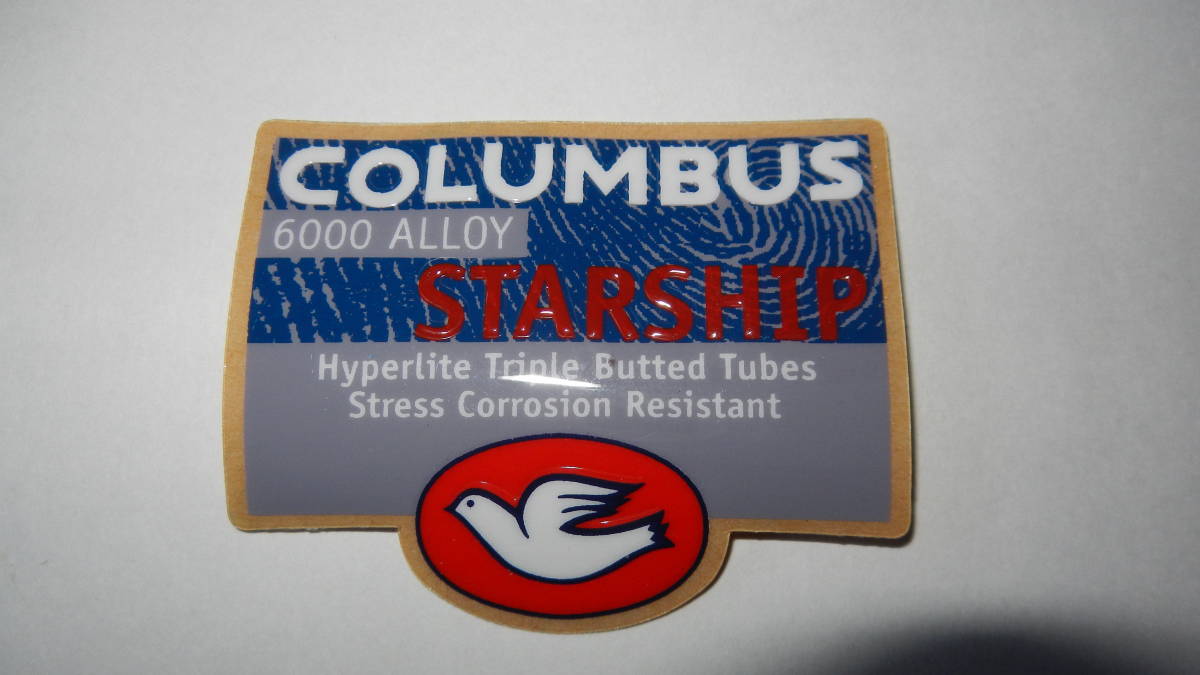 COLUMBUS
6000 ALLOY
STARSHIP
Hyperlite Triple Butted Tubes
Stress Corrosion Resistant